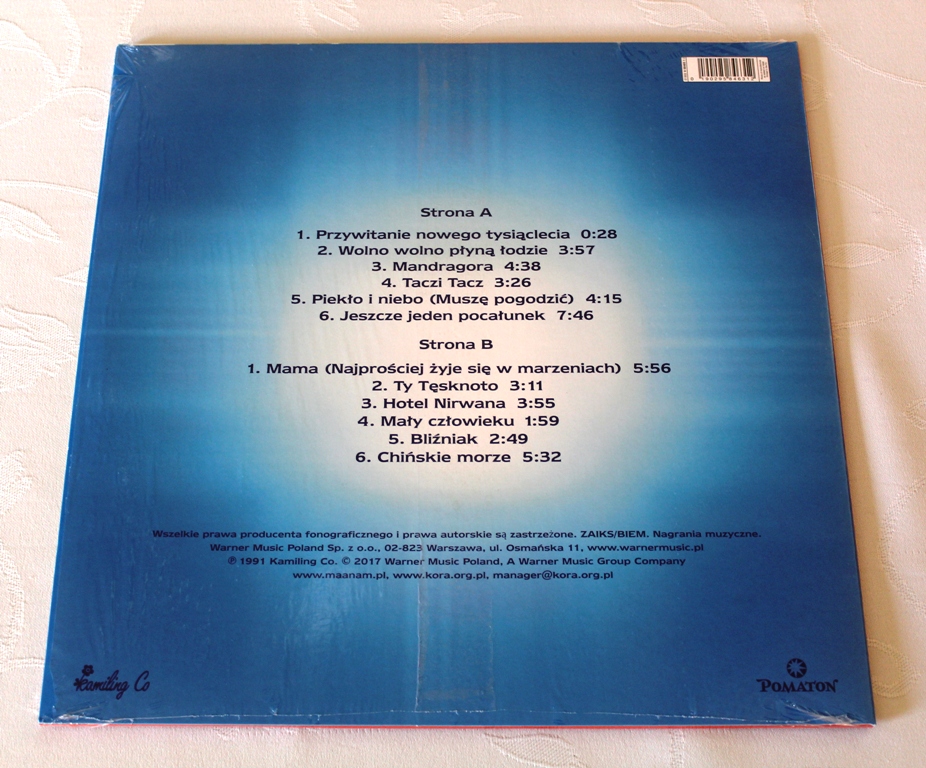 Strona A
1. Przywitanie nowego tysiąclecia 0:28
2. Wolno wolno płyną łodzie 3:57
3. Mandragora 4:38
4. Taczi Tacz 3:26
5. Piekło i niebo (Muszę pogodzić) 4:15
6. Jeszcze jeden pocałunek 7:46
Strona B
1. Mama (Najprościej żyje się w marzeniach) 5:56
2. Ty Tęsknoto 3:11
3. Hotel Nirwana 3:55
4. Mały człowieku 1:59
5. Bliźniak 2:49
6. Chińskie morze 5:32
Wszelkie prawa producenta fonograficznego i prawa autorskie są zastrzeżone. ZAIKS/BIEM. Nagrania muzyczne.
Warner Music Poland Sp. z o.o., 02-823 Warszawa, ul. Osmańska 11, www.warnermusic.pl
℗ 1991 Kamiling Co. © 2017 Warner Music Poland, A Warner Music Group Company
www.maanam.pl, www.kora.org.pl, manager@kora.org.pl
Kamiling Co
POMATON